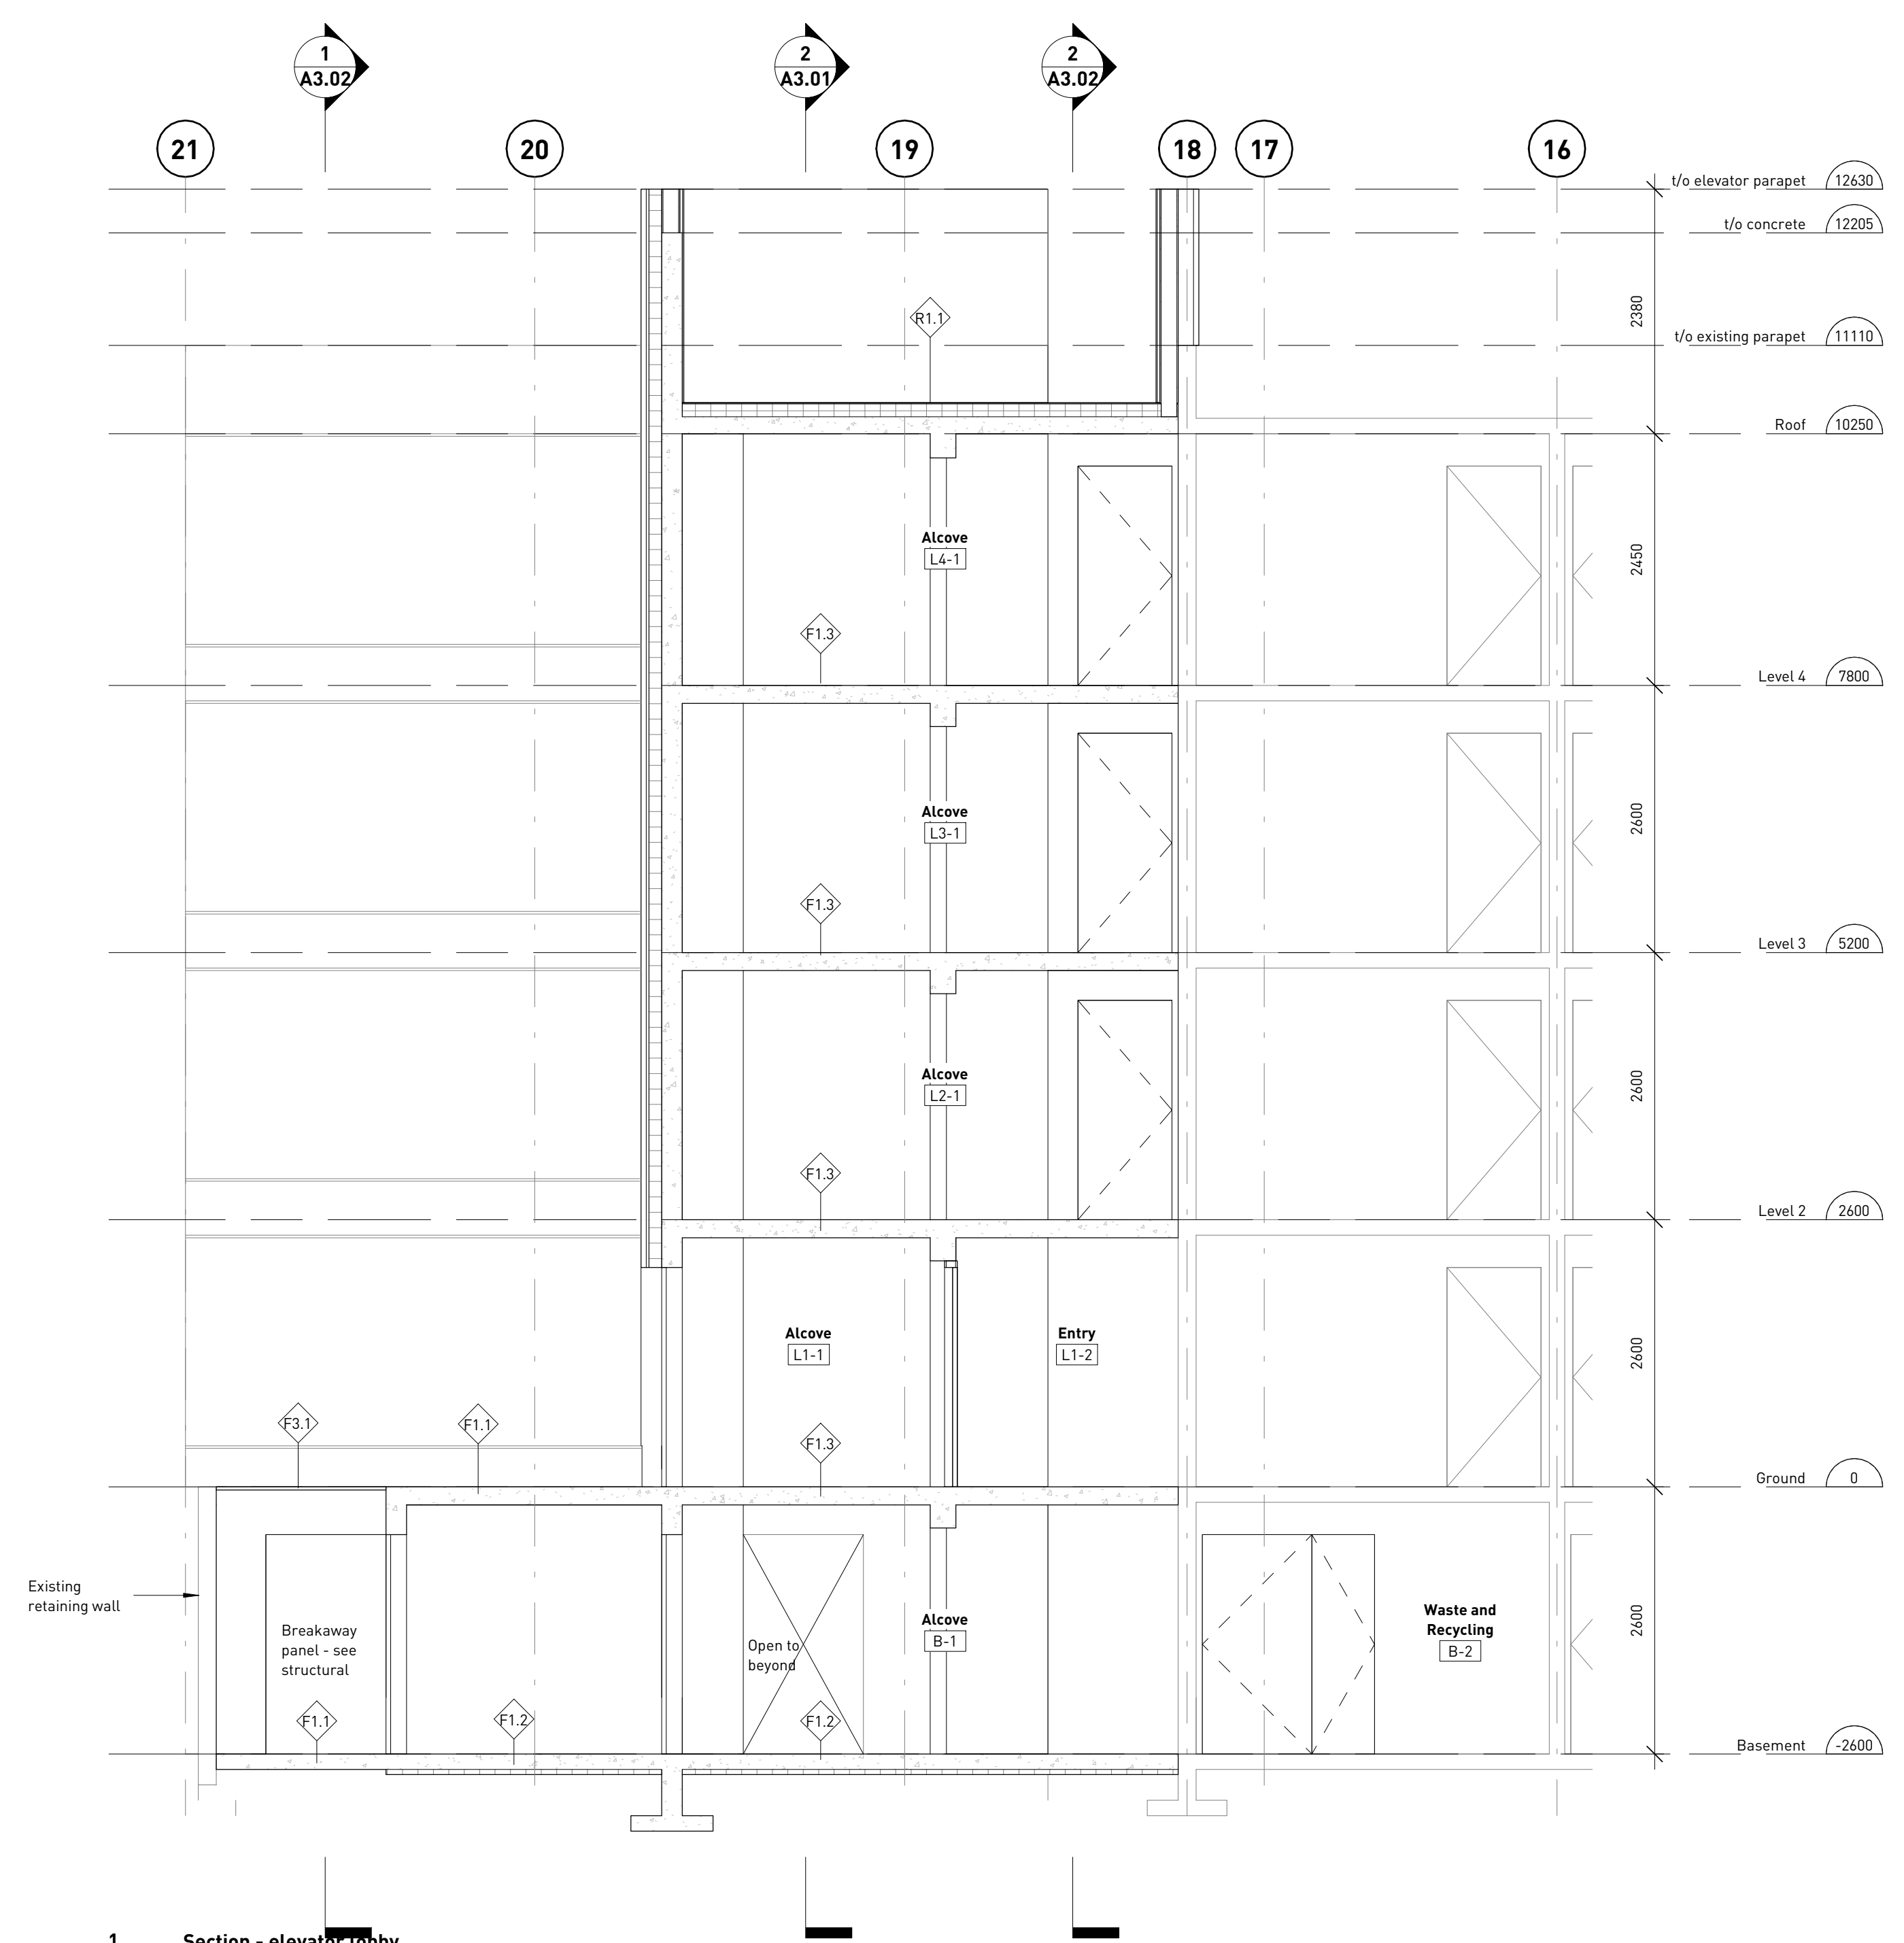 1
A3.02
2
A3.01
2
A3.02
21
20
19
18
17
16
t/o elevator parapet 12630
t/o concrete 12205
2380
R1.1
t/o existing parapet 11110
Roof 10250
Alcove
L4-1
2450
F1.3
Level 4 7800
Alcove
L3-1
2600
F1.3
Level 3 5200
Alcove
L2-1
2600
F1.3
Level 2 2600
Alcove
L1-1
Entry
L1-2
2600
F3.1
F1.1
F1.3
Ground 0
Existing
retaining wall
Breakaway
panel - see
structural
Open to
beyond
Alcove
B-1
Waste and
Recycling
B-2
2600
F1.1
F1.2
F1.2
Basement -2600
1 Section - elevator lobby